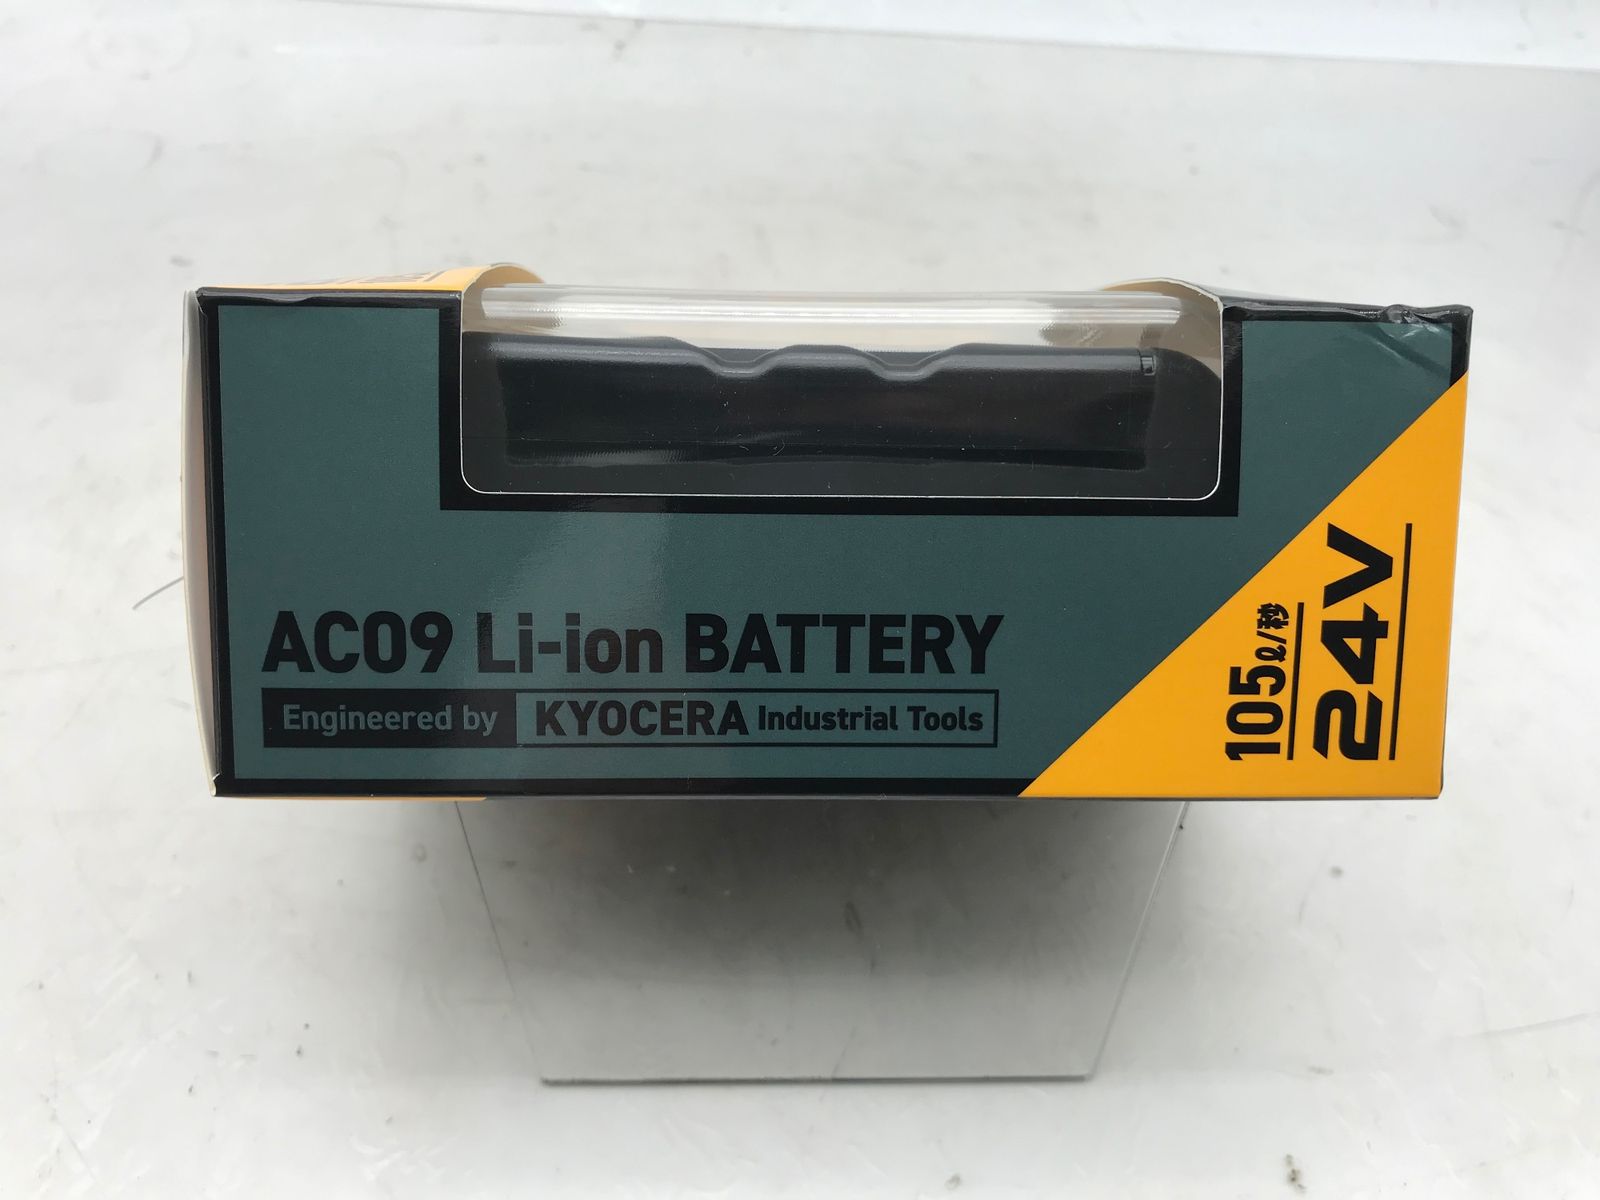 AC09 Li-ion BATTERY
Engineered by KYOCERA Industrial Tools
105ℓ/秒
24V